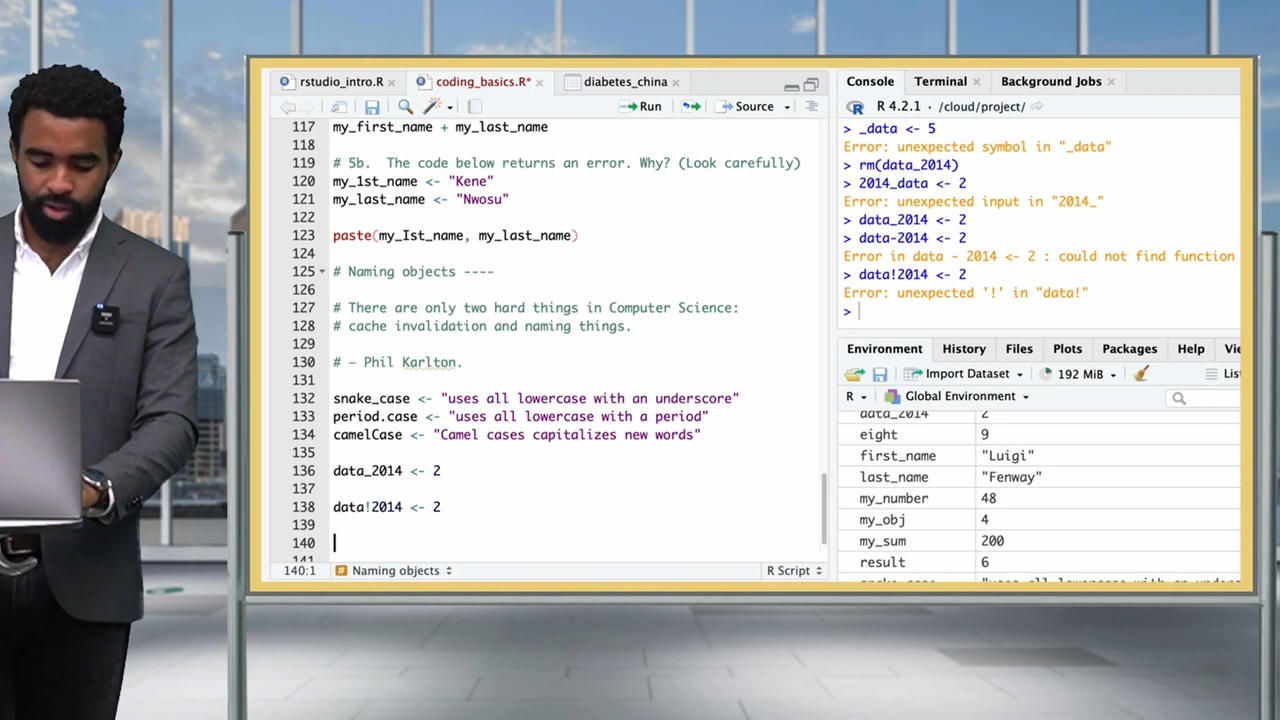 rstudio_intro.R
coding_basics.R*
diabetes_china
Run
Source
117 my_first_name + my_last_name
118
119 # 5b.  The code below returns an error. Why? (Look carefully)
120 my_1st_name <- "Kene"
121 my_last_name <- "Nwosu"
122
123 paste(my_Ist_name, my_last_name)
124
125 # Naming objects ----
126
127 # There are only two hard things in Computer Science:
128 # cache invalidation and naming things.
129
130 # – Phil Karlton.
131
132 snake_case <- "uses all lowercase with an underscore"
133 period.case <- "uses all lowercase with a period"
134 camelCase <- "Camel cases capitalizes new words"
135
136 data_2014 <- 2
137
138 data!2014 <- 2
139
140
141
140:1 # Naming objects R Script
Console Terminal Background Jobs
R 4.2.1 · /cloud/project/
> _data <- 5
Error: unexpected symbol in "_data"
> rm(data_2014)
> 2014_data <- 2
Error: unexpected input in "2014_"
> data_2014 <- 2
> data-2014 <- 2
Error in data - 2014 <- 2 : could not find function
> data!2014 <- 2
Error: unexpected '!' in "data!"
>
Environment History Files Plots Packages Help
Import Dataset 192 MiB
R Global Environment
data_2014 2
eight 9
first_name "Luigi"
last_name "Fenway"
my_number 48
my_obj 4
my_sum 200
result 6